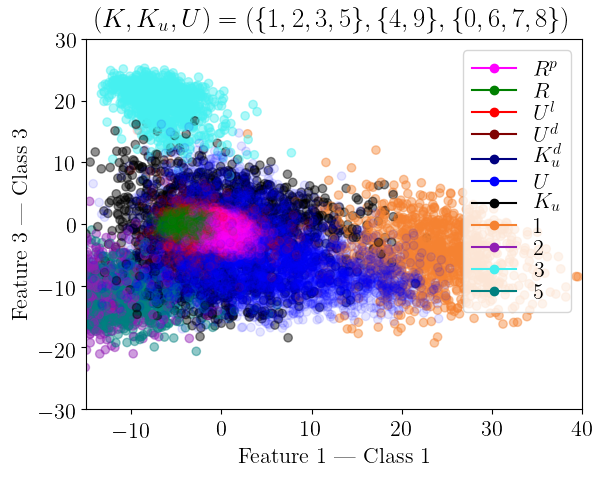 (K, K_u, U) = ({1, 2, 3, 5}, {4, 9}, {0, 6, 7, 8})
30
20
10
0
−10
−20
−30
Feature 3 — Class 3
R^p
R
U^l
U^d
K_u^d
U
K_u
1
2
3
5
−10
0
10
20
30
40
Feature 1 — Class 1